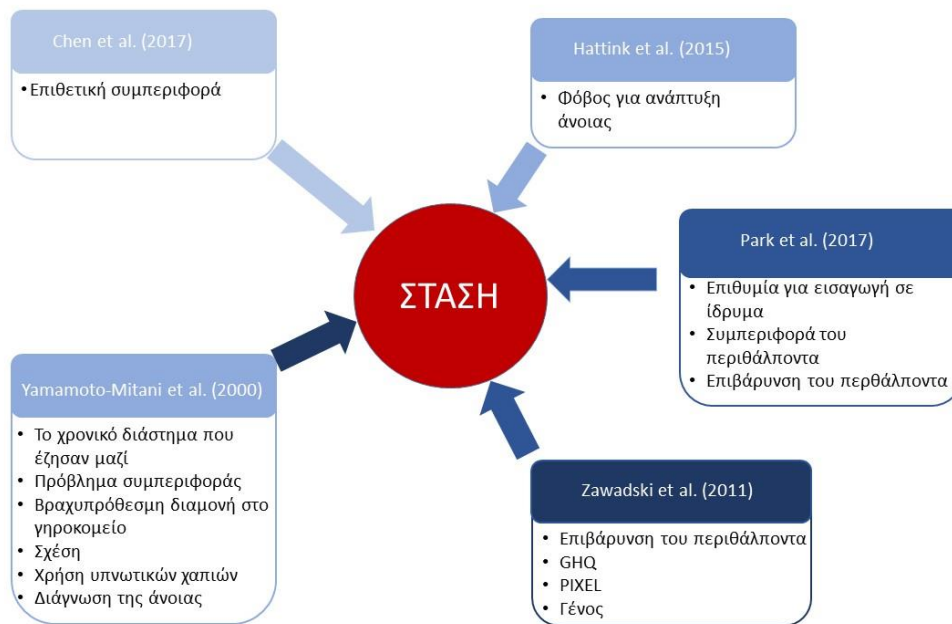 Chen et al. (2017)
• Επιθετική συμπεριφορά
Hattink et al. (2015)
• Φόβος για ανάπτυξη
άνοιας
Park et al. (2017)
• Επιθυμία για εισαγωγή σε
ίδρυμα
• Συμπεριφορά του
περιθάλποντα
• Επιβάρυνση του περθάλποντα
ΣΤΑΣΗ
Yamamoto-Mitani et al. (2000)
• Το χρονικό διάστημα που
έζησαν μαζί
• Πρόβλημα συμπεριφοράς
• Βραχυπρόθεσμη διαμονή στο
γηροκομείο
• Σχέση
• Χρήση υπνωτικών χαπιών
• Διάγνωση της άνοιας
Zawadski et al. (2011)
• Επιβάρυνση του περιθάλποντα
• GHQ
• PIXEL
• Γένος